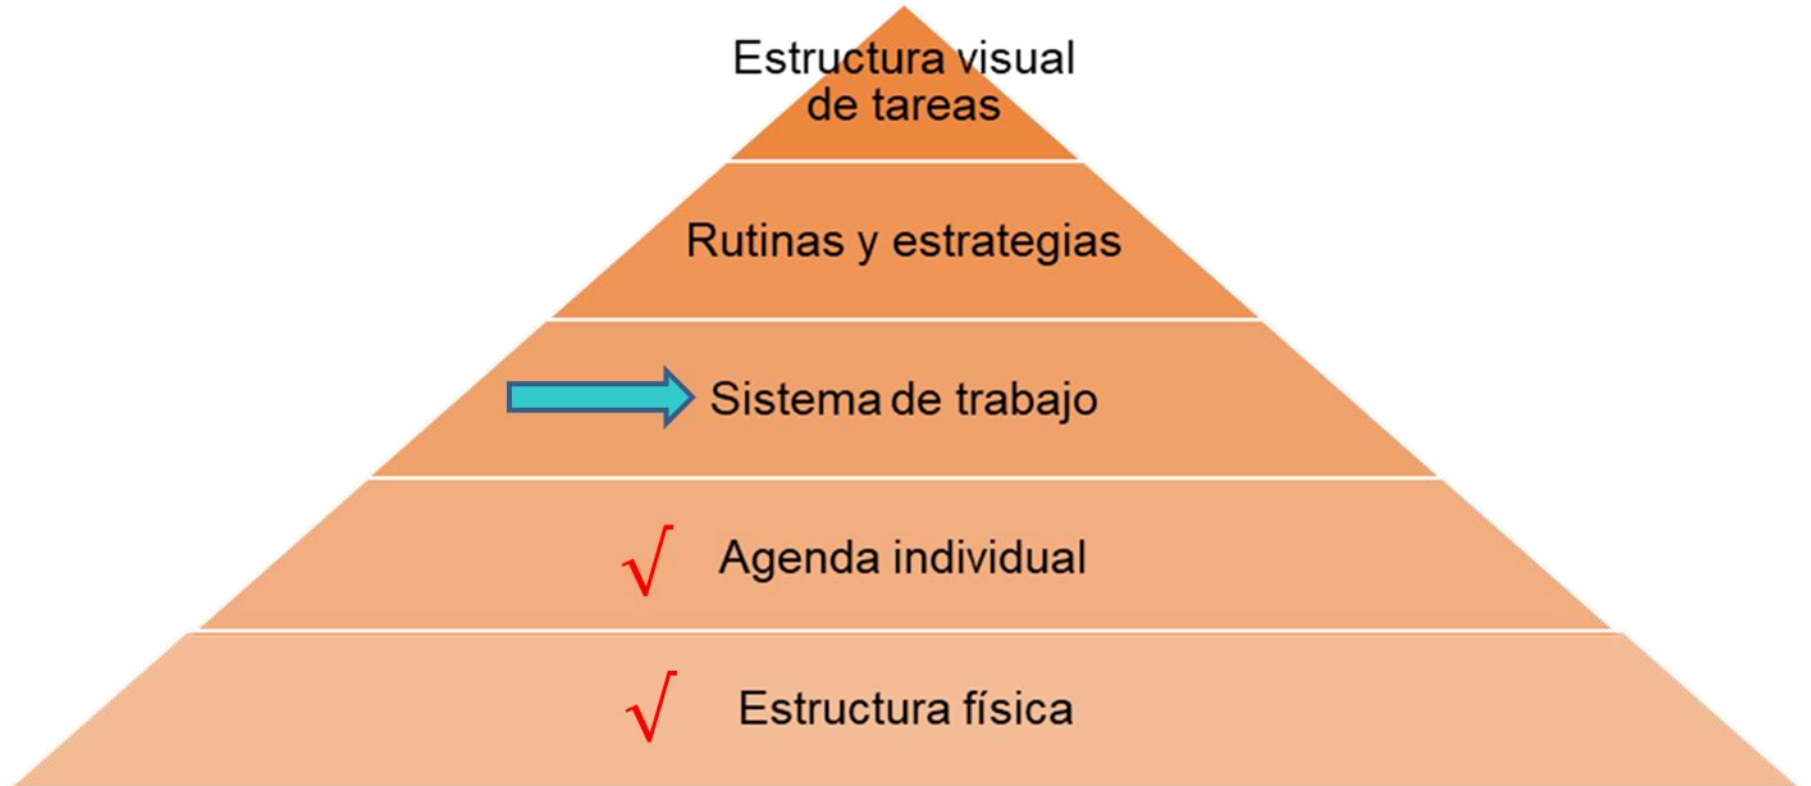 Estructura visual
de tareas
Rutinas y estrategias
Sistema de trabajo
√ Agenda individual
√ Estructura física